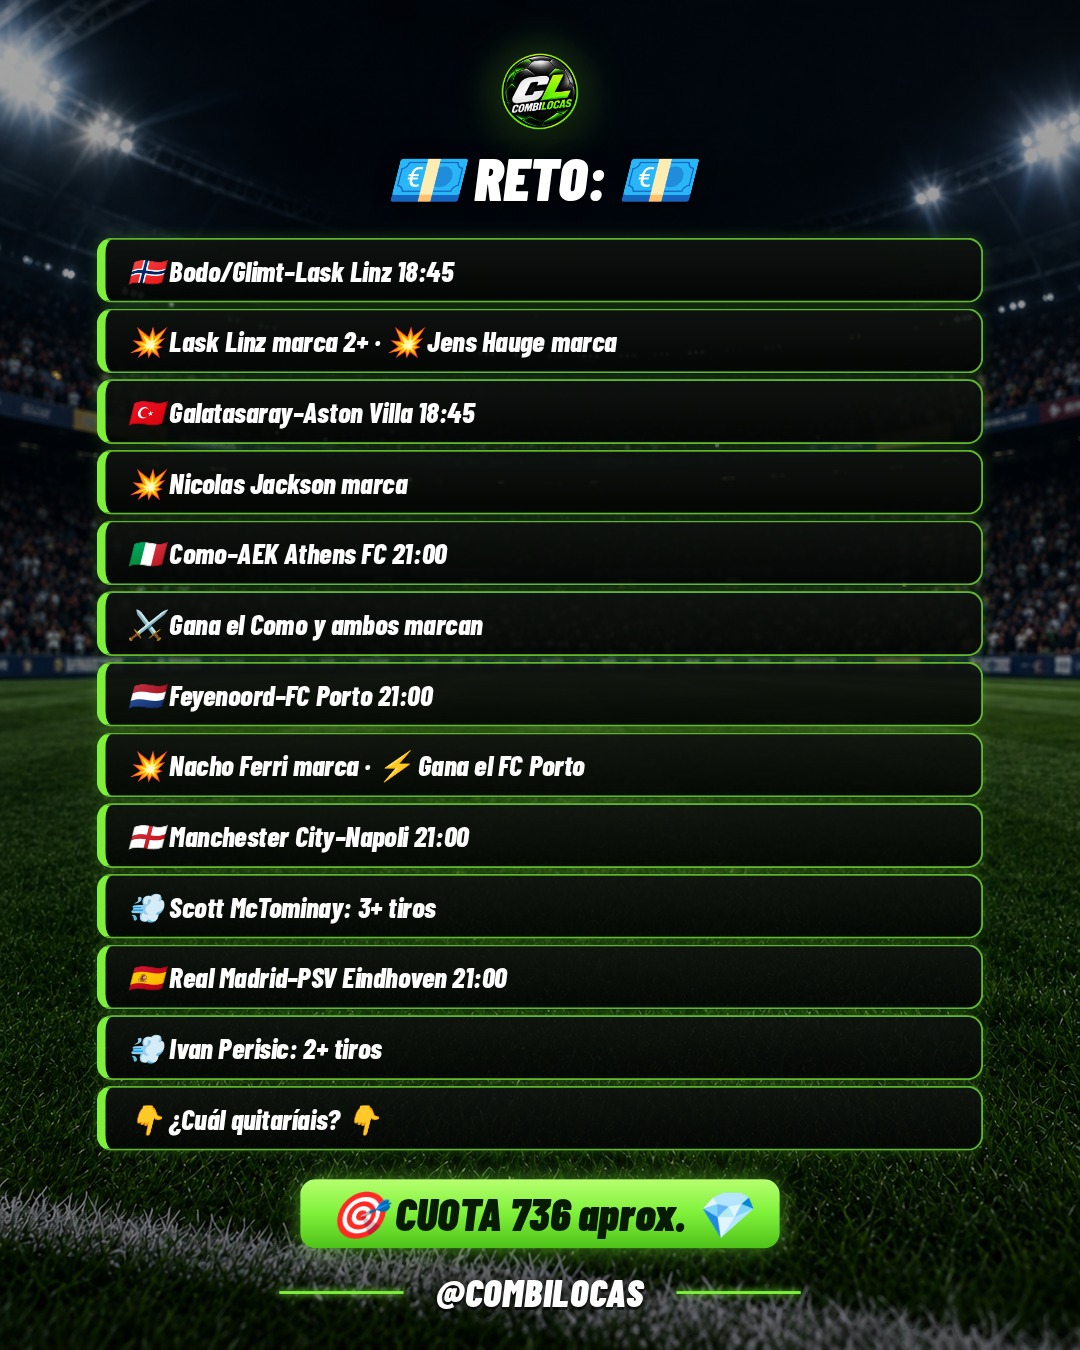 CL
COMBILOCAS
💶 RETO: 💶
🇳🇴 Bodo/Glimt-Lask Linz 18:45
💥 Lask Linz marca 2+ · 💥 Jens Hauge marca
🇹🇷 Galatasaray-Aston Villa 18:45
💥 Nicolas Jackson marca
🇮🇹 Como-AEK Athens FC 21:00
⚔️ Gana el Como y ambos marcan
🇳🇱 Feyenoord-FC Porto 21:00
💥 Nacho Ferri marca · ⚡ Gana el FC Porto
🏴󠁧󠁢󠁥󠁮󠁧󠁿 Manchester City-Napoli 21:00
💨 Scott McTominay: 3+ tiros
🇪🇸 Real Madrid-PSV Eindhoven 21:00
💨 Ivan Perisic: 2+ tiros
👇 ¿Cuál quitaríais? 👇
🎯 CUOTA 736 aprox. 💎
@COMBILOCAS